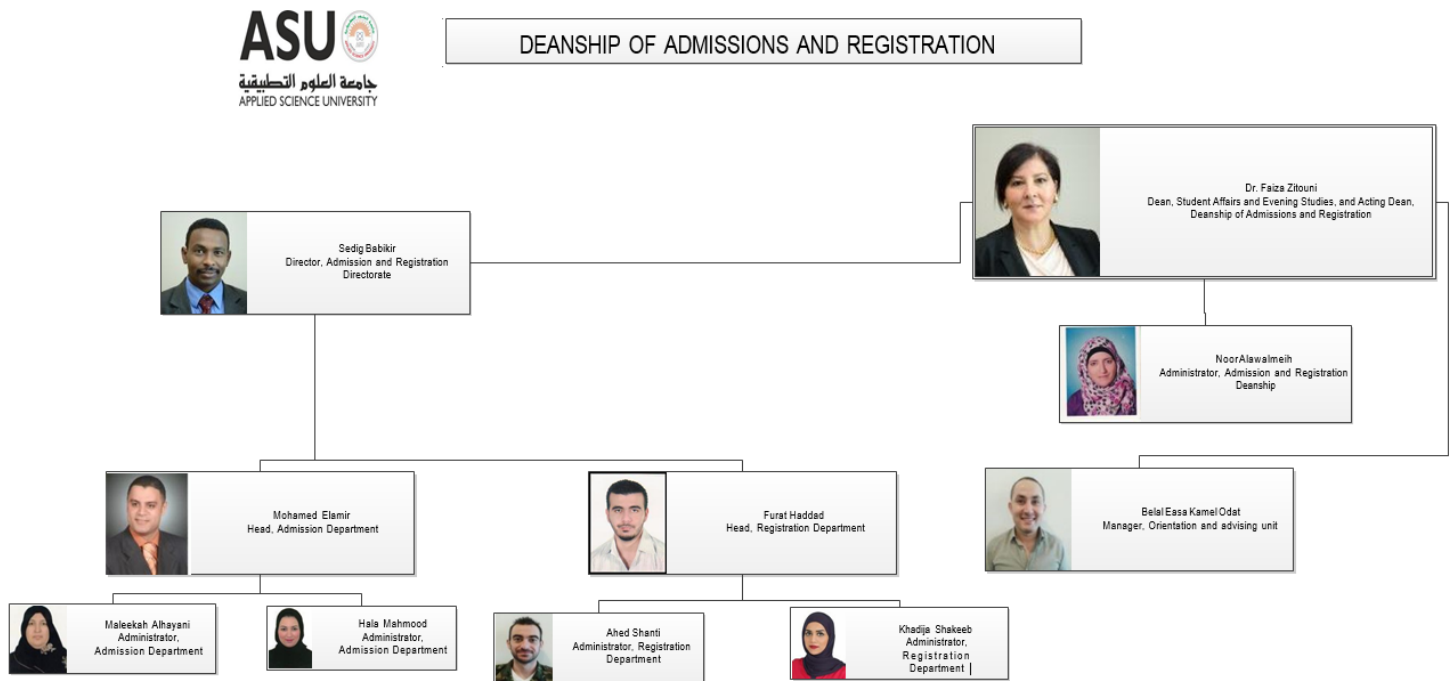 ASU
جامعة العلوم التطبيقية
APPLIED SCIENCE UNIVERSITY
DEANSHIP OF ADMISSIONS AND REGISTRATION
Dr. Faiza Zitouni
Dean, Student Affairs and Evening Studies, and Acting Dean,
Deanship of Admissions and Registration
Sedig Babikir
Director, Admission and Registration
Directorate
Noor Alawalmeih
Administrator, Admission and Registration
Deanship
Mohamed Elamir
Head, Admission Department
Furat Haddad
Head, Registration Department
Belal Easa Kamel Odat
Manager, Orientation and advising unit
Maleekah Alhayani
Administrator,
Admission Department
Hala Mahmood
Administrator,
Admission Department
Ahed Shanti
Administrator, Registration
Department
Khadija Shakeeb
Administrator,
Registration
Department